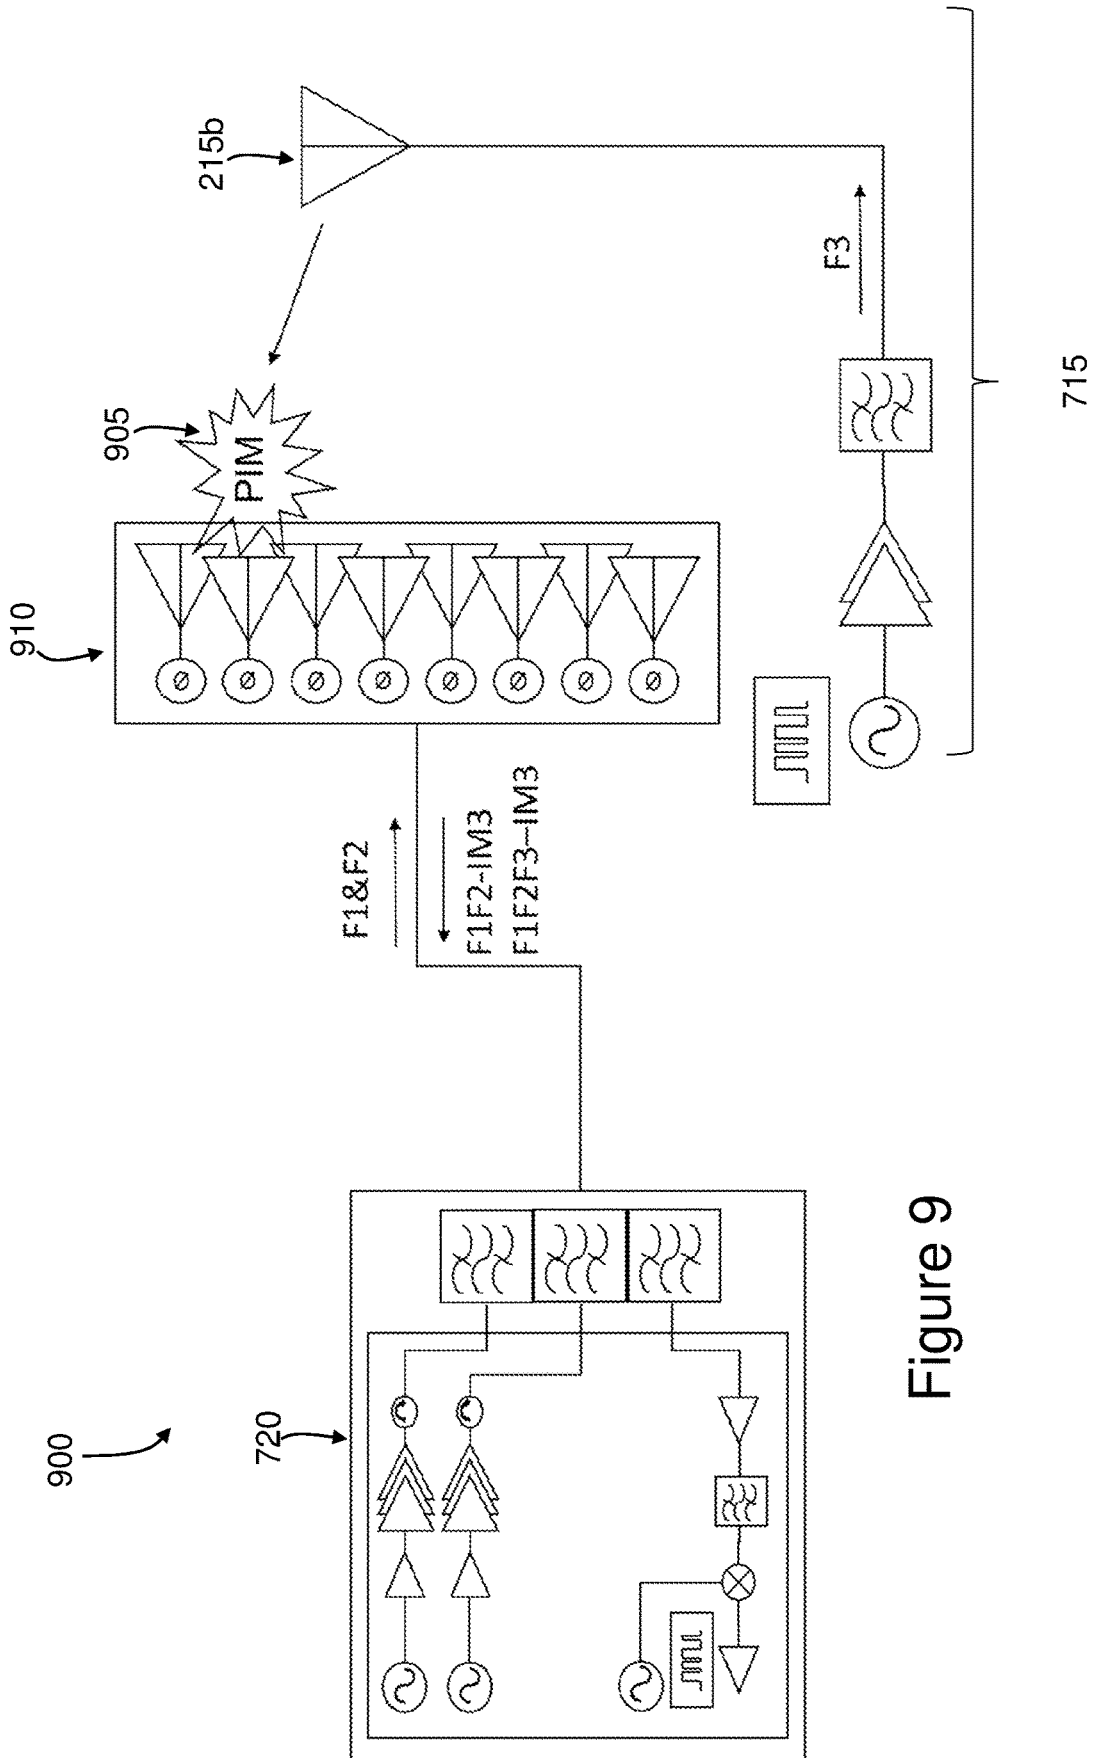 900
720
F1&F2
F1F2-IM3
F1F2F3–IM3
910
Ø
Ø
Ø
Ø
Ø
Ø
Ø
Ø
905
PIM
215b
F3
715
Figure 9